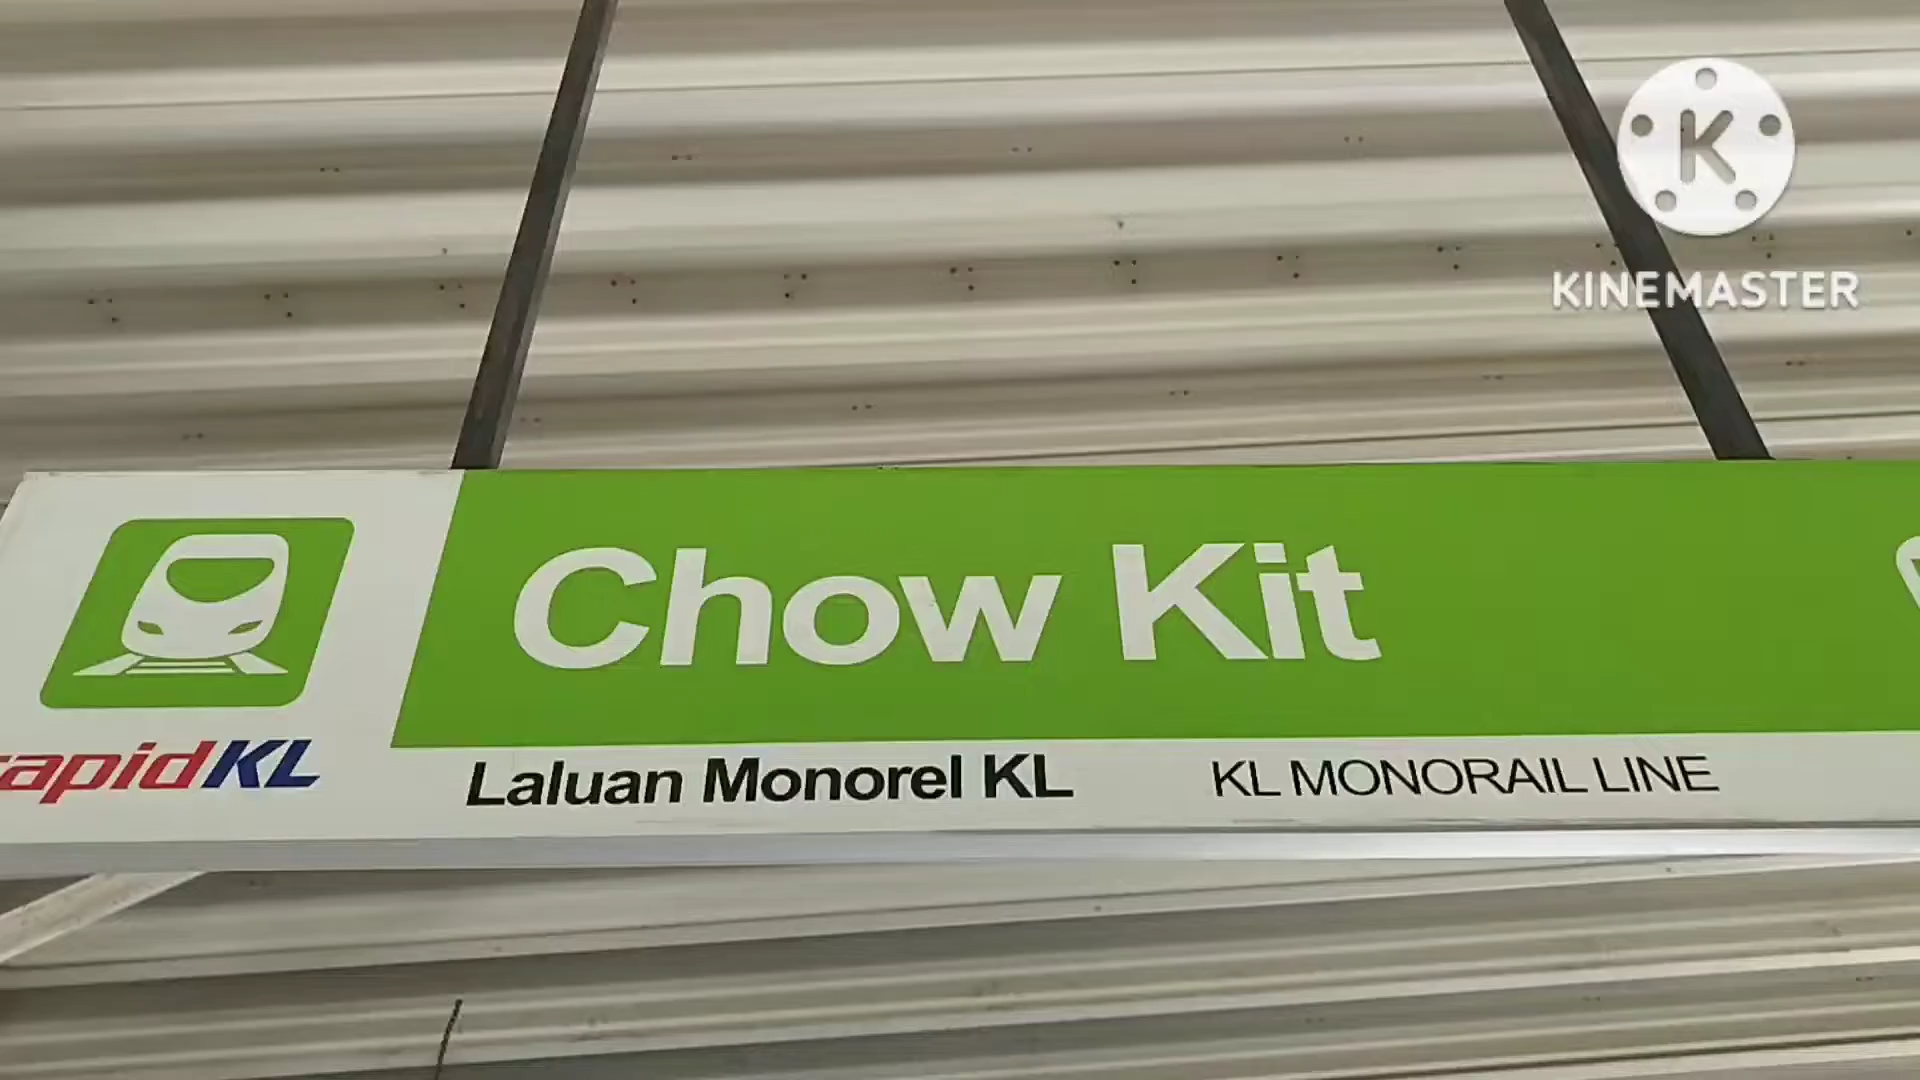 K
KINEMASTER
Chow Kit
rapidKL
Laluan Monorel KL KL MONORAIL LINE